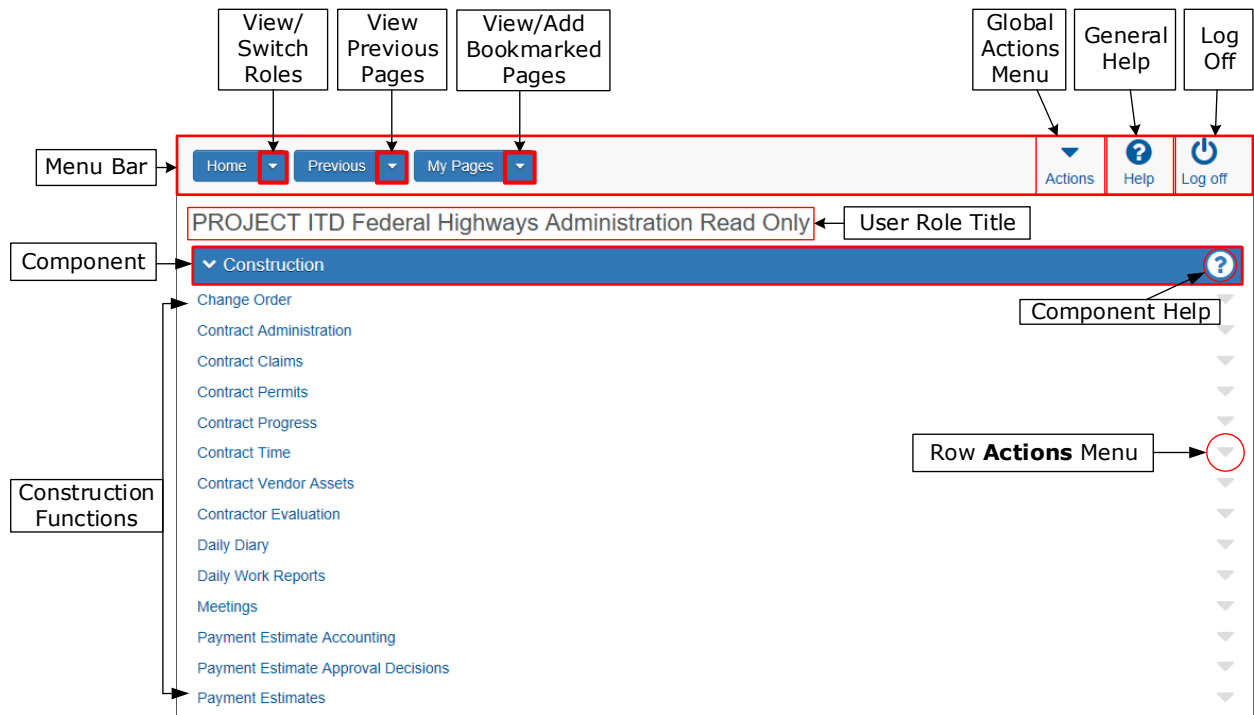 View/
Switch
Roles
View
Previous
Pages
View/Add
Bookmarked
Pages
Global
Actions
Menu
General
Help
Log
Off
Menu Bar
Home
Previous
My Pages
Actions
Help
Log off
PROJECT ITD Federal Highways Administration Read Only
User Role Title
Component
Construction
?
Component Help
Change Order
Contract Administration
Contract Claims
Contract Permits
Contract Progress
Contract Time
Row Actions Menu
Contract Vendor Assets
Construction
Functions
Contractor Evaluation
Daily Diary
Daily Work Reports
Meetings
Payment Estimate Accounting
Payment Estimate Approval Decisions
Payment Estimates